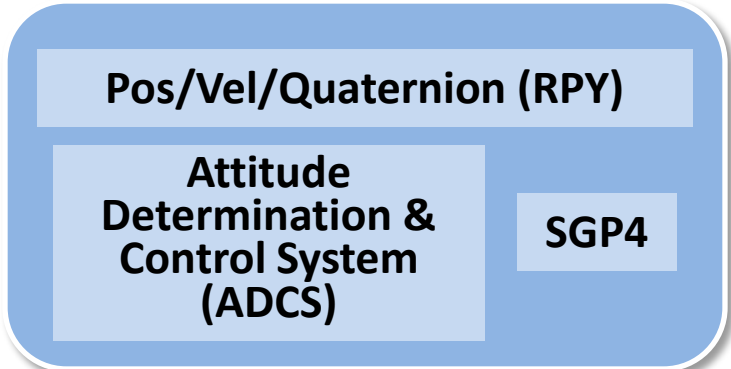 Pos/Vel/Quaternion (RPY)
Attitude
Determination &
Control System
(ADCS)
SGP4